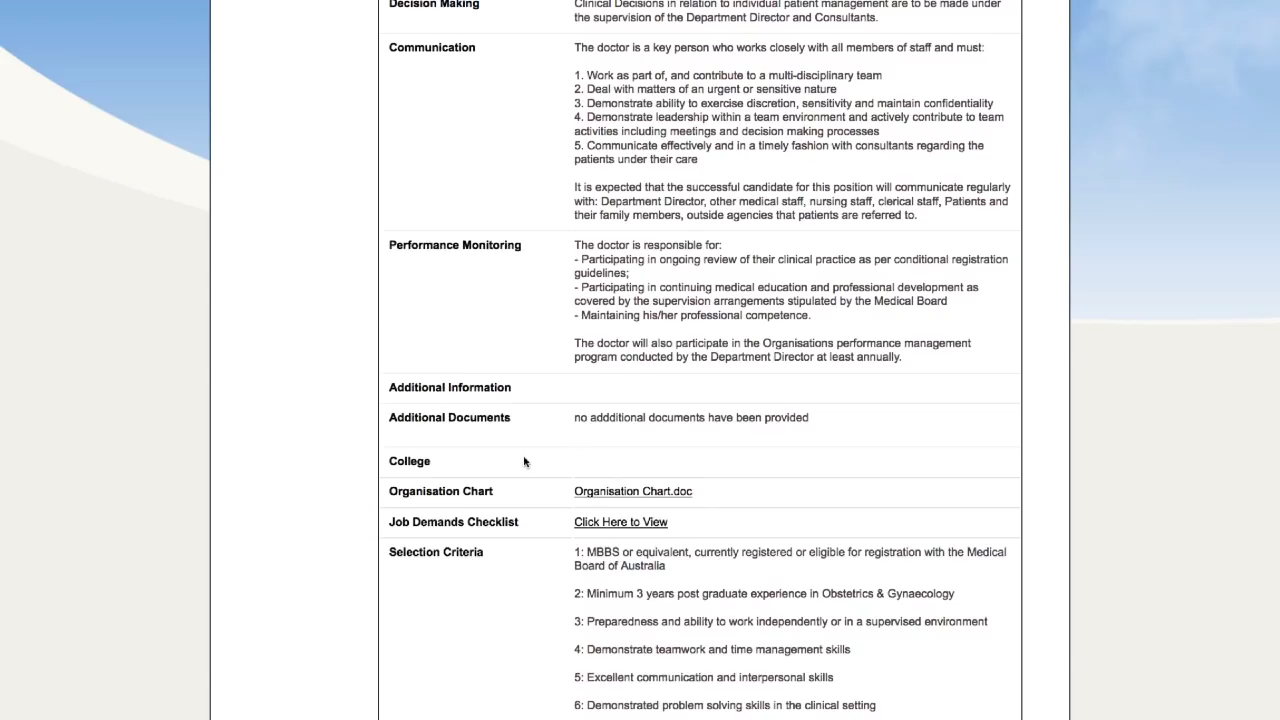 Decision Making
Clinical Decisions in relation to individual patient management are to be made under
the supervision of the Department Director and Consultants.
Communication
The doctor is a key person who works closely with all members of staff and must:
1. Work as part of, and contribute to a multi-disciplinary team
2. Deal with matters of an urgent or sensitive nature
3. Demonstrate ability to exercise discretion, sensitivity and maintain confidentiality
4. Demonstrate leadership within a team environment and actively contribute to team
activities including meetings and decision making processes
5. Communicate effectively and in a timely fashion with consultants regarding the
patients under their care
It is expected that the successful candidate for this position will communicate regularly
with: Department Director, other medical staff, nursing staff, clerical staff, Patients and
their family members, outside agencies that patients are referred to.
Performance Monitoring
The doctor is responsible for:
- Participating in ongoing review of their clinical practice as per conditional registration
guidelines;
- Participating in continuing medical education and professional development as
covered by the supervision arrangements stipulated by the Medical Board
- Maintaining his/her professional competence.
The doctor will also participate in the Organisations performance management
program conducted by the Department Director at least annually.
Additional Information
Additional Documents
no addditional documents have been provided
College
Organisation Chart
Organisation Chart.doc
Job Demands Checklist
Click Here to View
Selection Criteria
1: MBBS or equivalent, currently registered or eligible for registration with the Medical
Board of Australia
2: Minimum 3 years post graduate experience in Obstetrics & Gynaecology
3: Preparedness and ability to work independently or in a supervised environment
4: Demonstrate teamwork and time management skills
5: Excellent communication and interpersonal skills
6: Demonstrated problem solving skills in the clinical setting